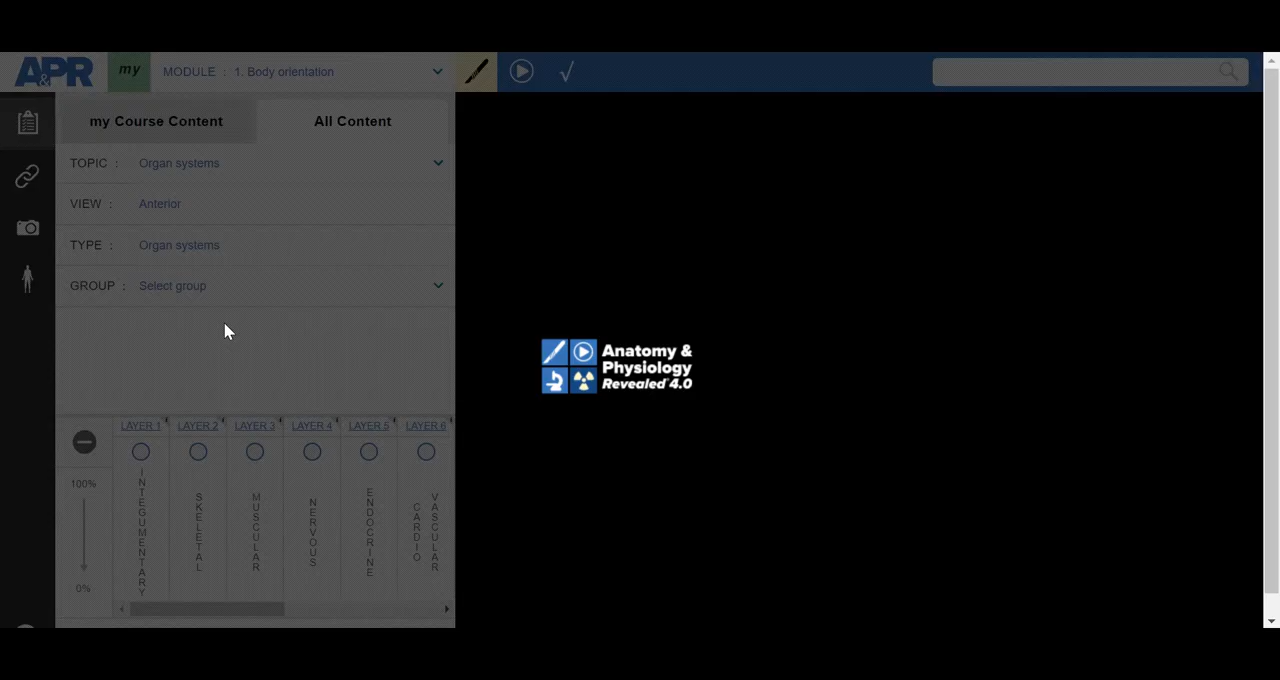 A&PR
my
MODULE : 1. Body orientation
my Course Content
All Content
TOPIC : Organ systems
VIEW : Anterior
TYPE : Organ systems
GROUP : Select group
Anatomy &
Physiology
Revealed® 4.0
LAYER 1 LAYER 2 LAYER 3 LAYER 4 LAYER 5 LAYER 6
100%
0%
INTEGUMENTARY
SKELETAL
MUSCULAR
NERVOUS
ENDOCRINE
CARDIO
VASCULAR